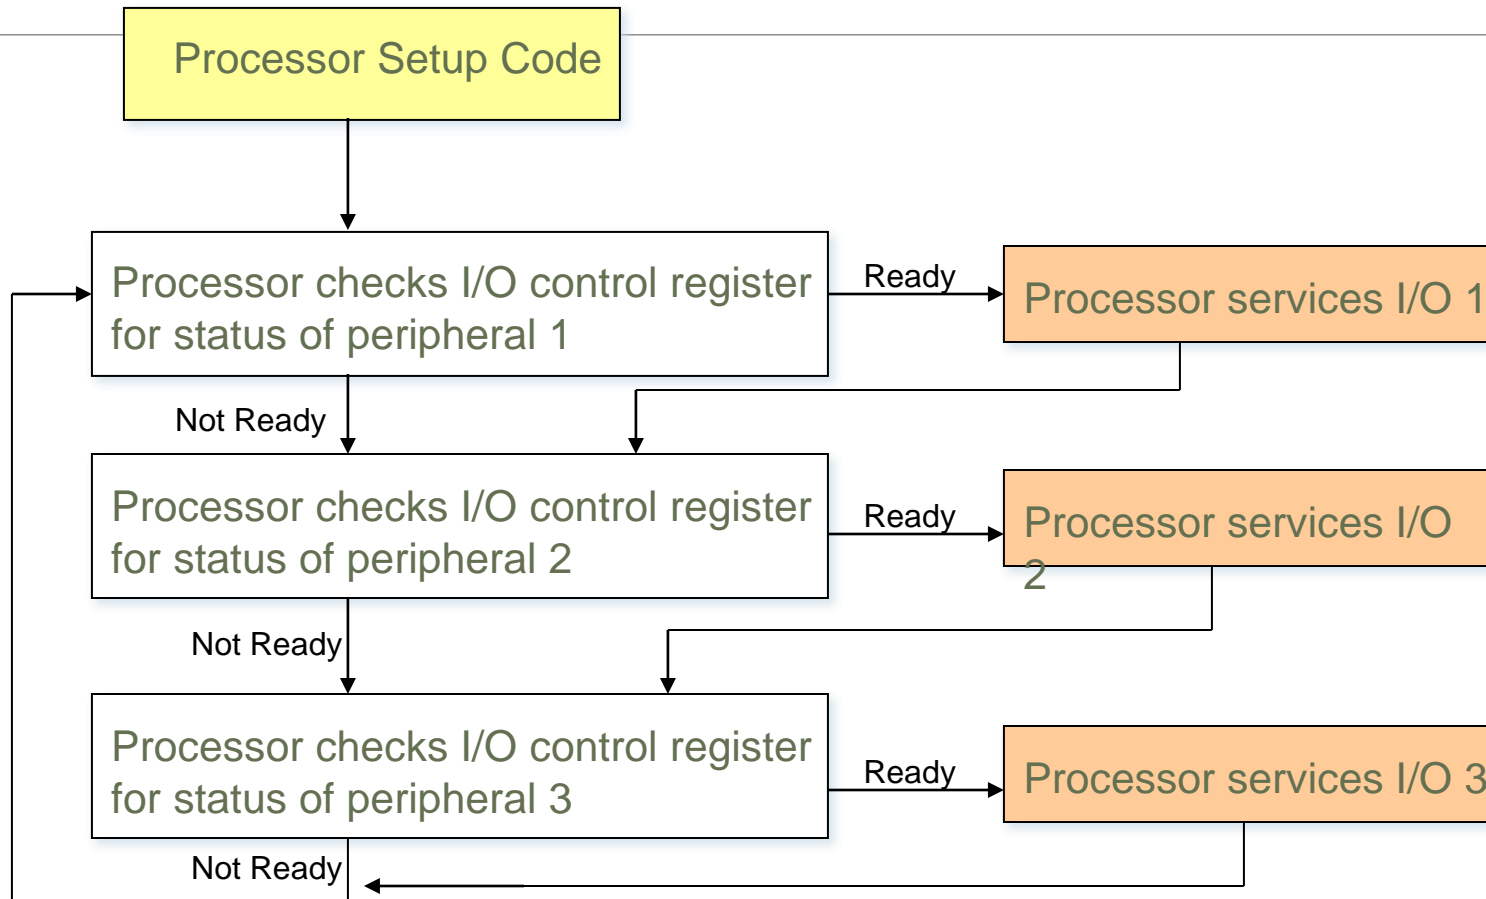 Processor Setup Code
Processor checks I/O control register
for status of peripheral 1
Ready
Processor services I/O 1
Not Ready
Processor checks I/O control register
for status of peripheral 2
Ready
Processor services I/O
2
Not Ready
Processor checks I/O control register
for status of peripheral 3
Ready
Processor services I/O 3
Not Ready